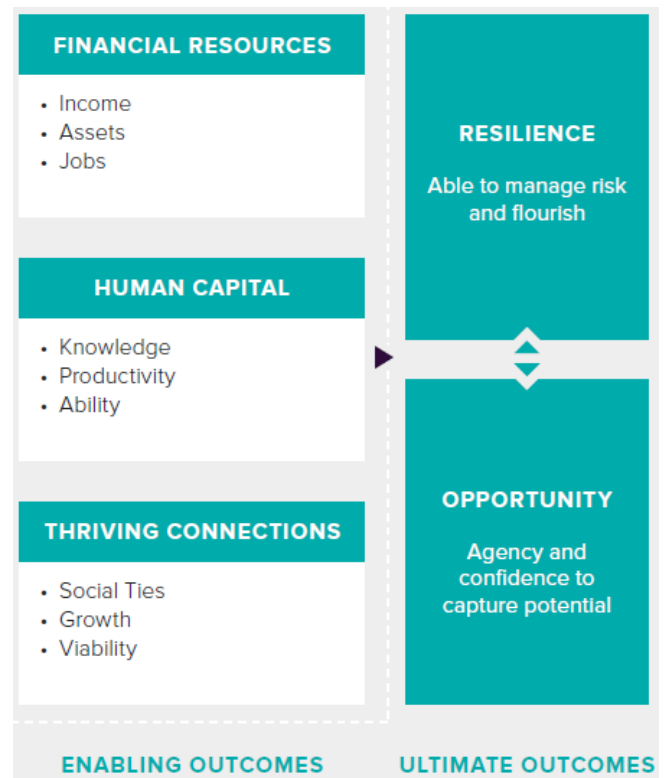 FINANCIAL RESOURCES
• Income
• Assets
• Jobs
HUMAN CAPITAL
• Knowledge
• Productivity
• Ability
THRIVING CONNECTIONS
• Social Ties
• Growth
• Viability
ENABLING OUTCOMES
RESILIENCE
Able to manage risk
and flourish
OPPORTUNITY
Agency and
confidence to
capture potential
ULTIMATE OUTCOMES